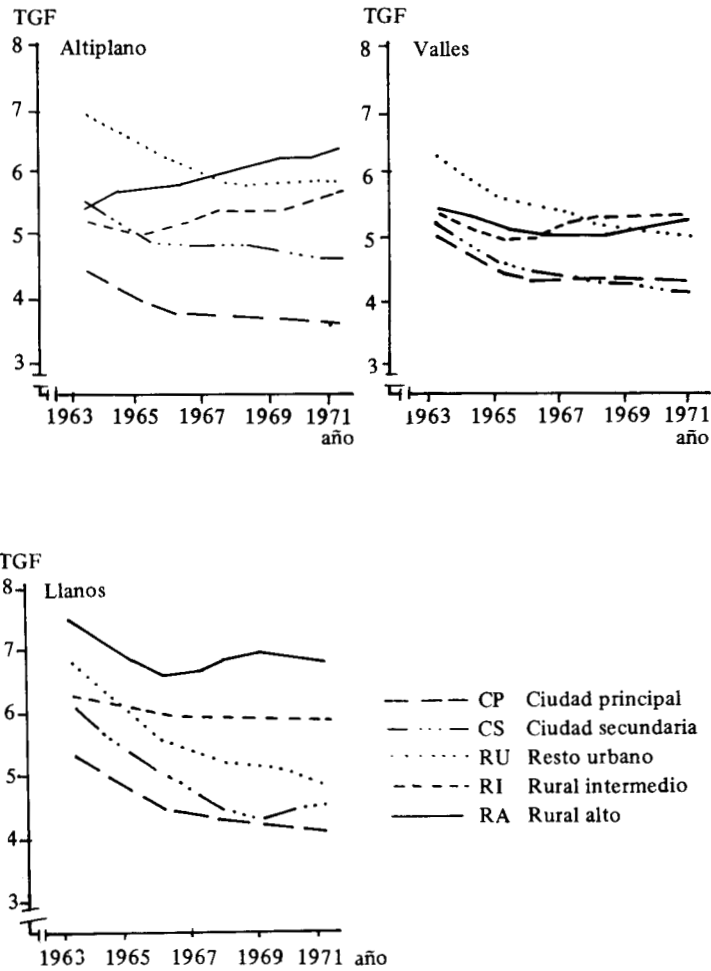 TGF
Altiplano
8
7
6
5
4
3
1963 1965 1967 1969 1971
año
TGF
Valles
8
7
6
5
4
3
1963 1965 1967 1969 1971
año
TGF
Llanos
8
7
6
5
4
3
1963 1965 1967 1969 1971 año
CP Ciudad principal
CS Ciudad secundaria
RU Resto urbano
RI Rural intermedio
RA Rural alto